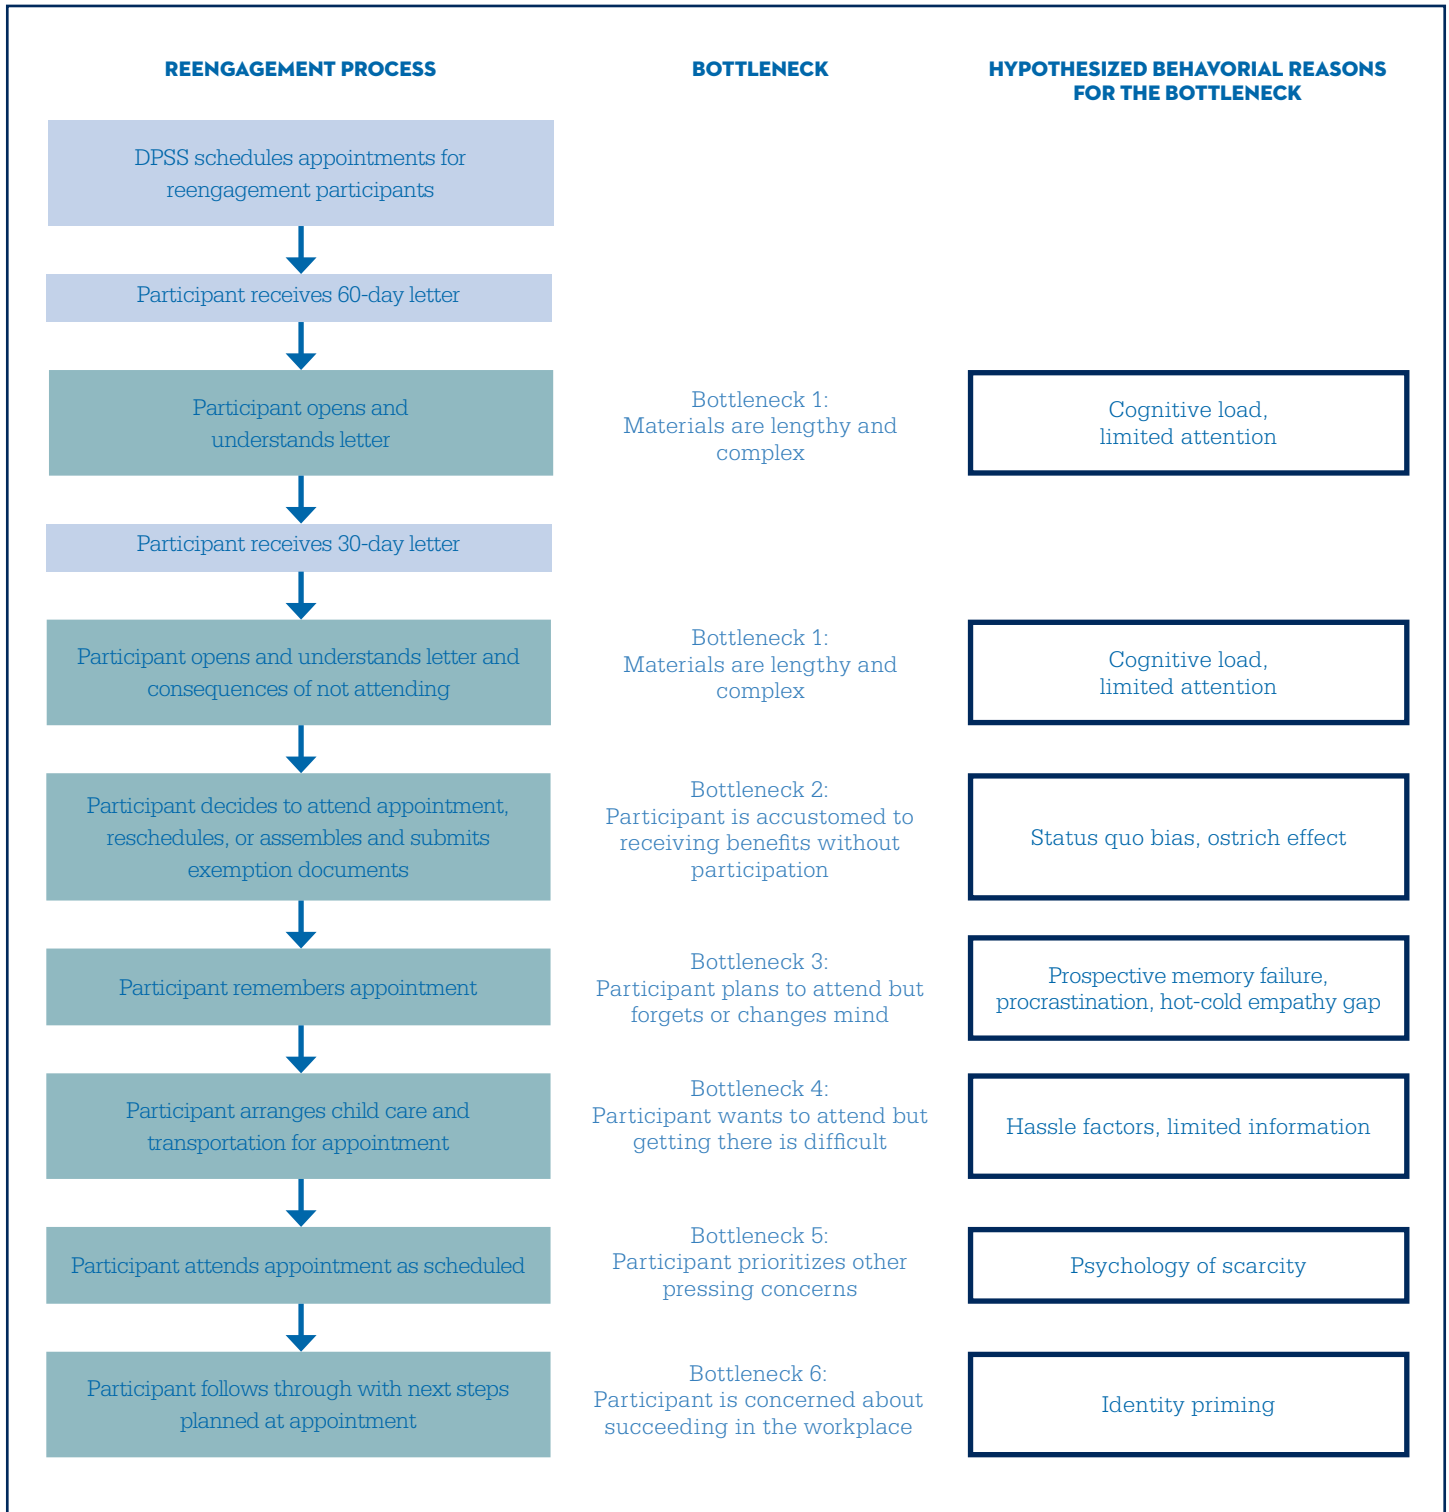 REENGAGEMENT PROCESS
BOTTLENECK
HYPOTHESIZED BEHAVORIAL REASONS
FOR THE BOTTLENECK
DPSS schedules appointments for
reengagement participants
Participant receives 60-day letter
Participant opens and
understands letter
Bottleneck 1:
Materials are lengthy and
complex
Cognitive load,
limited attention
Participant receives 30-day letter
Participant opens and understands letter and
consequences of not attending
Bottleneck 1:
Materials are lengthy and
complex
Cognitive load,
limited attention
Participant decides to attend appointment,
reschedules, or assembles and submits
exemption documents
Bottleneck 2:
Participant is accustomed to
receiving benefits without
participation
Status quo bias, ostrich effect
Participant remembers appointment
Bottleneck 3:
Participant plans to attend but
forgets or changes mind
Prospective memory failure,
procrastination, hot-cold empathy gap
Participant arranges child care and
transportation for appointment
Bottleneck 4:
Participant wants to attend but
getting there is difficult
Hassle factors, limited information
Participant attends appointment as scheduled
Bottleneck 5:
Participant prioritizes other
pressing concerns
Psychology of scarcity
Participant follows through with next steps
planned at appointment
Bottleneck 6:
Participant is concerned about
succeeding in the workplace
Identity priming